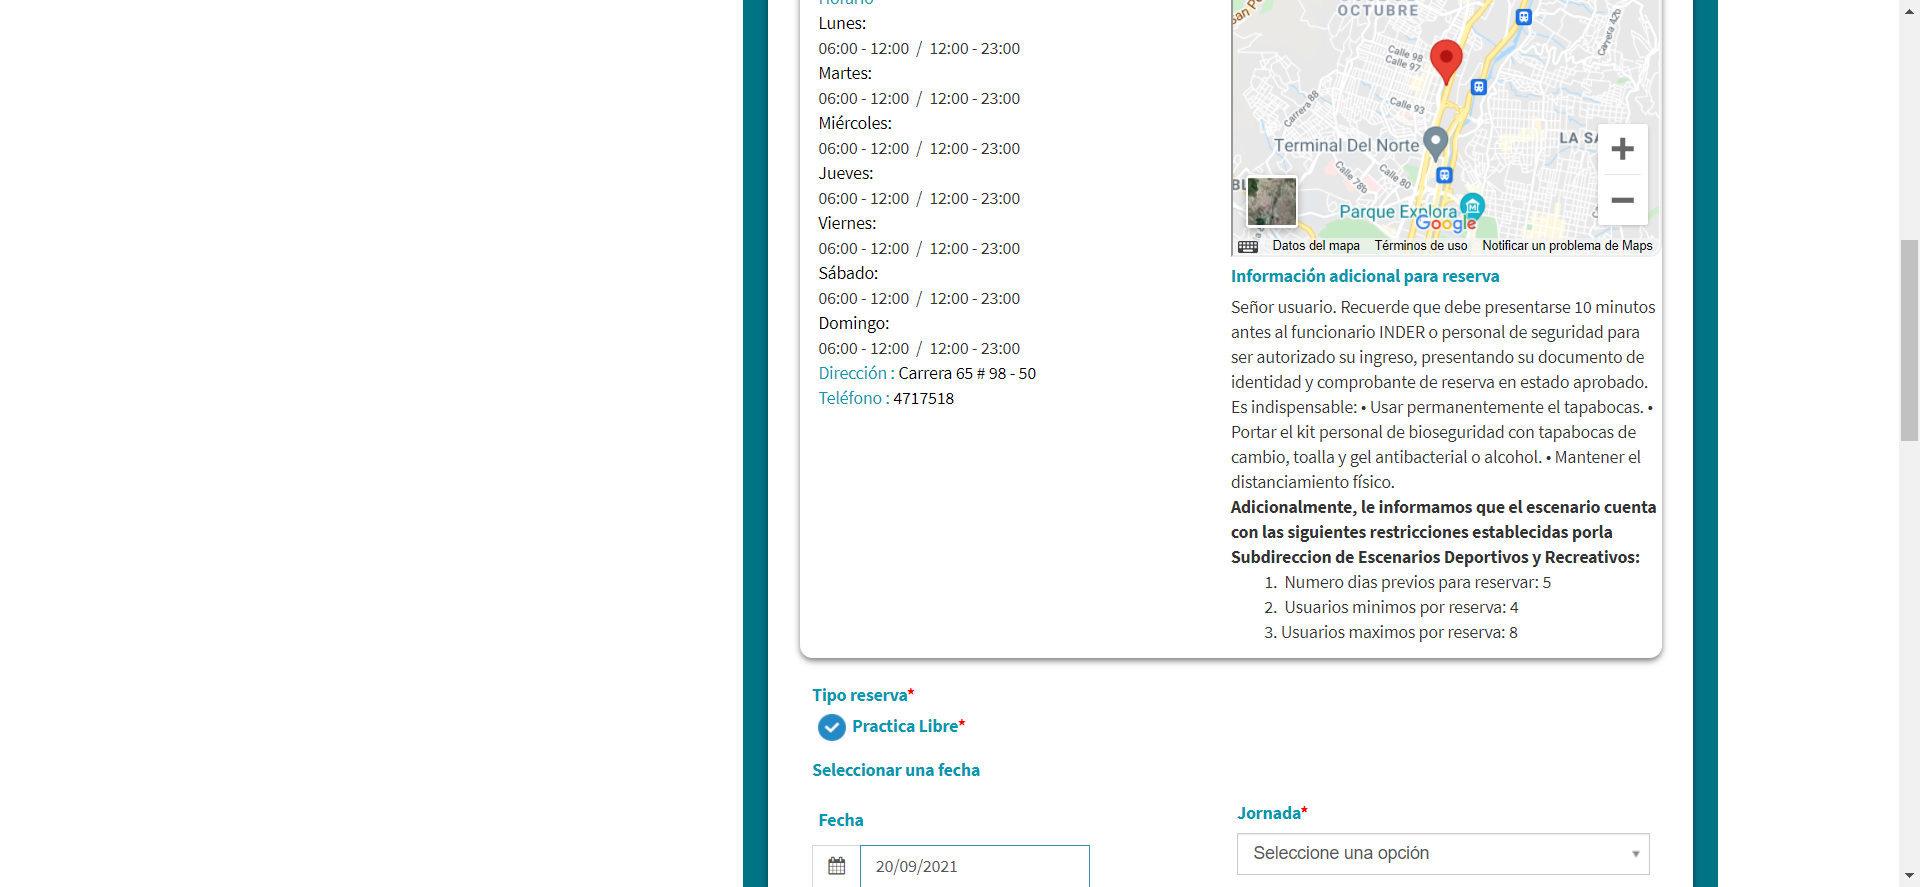 Horario
Lunes:
06:00 - 12:00 / 12:00 - 23:00
Martes:
06:00 - 12:00 / 12:00 - 23:00
Miércoles:
06:00 - 12:00 / 12:00 - 23:00
Jueves:
06:00 - 12:00 / 12:00 - 23:00
Viernes:
06:00 - 12:00 / 12:00 - 23:00
Sábado:
06:00 - 12:00 / 12:00 - 23:00
Domingo:
06:00 - 12:00 / 12:00 - 23:00
Dirección : Carrera 65 # 98 - 50
Teléfono : 4717518
OCTUBRE
Carrera 42b
Calle 98
Calle 97
Carrera 88
Calle 93
Terminal Del Norte
LA SA
Calle 78b
Calle 80
Parque Explora
Google
Datos del mapa Términos de uso Notificar un problema de Maps
Información adicional para reserva
Señor usuario. Recuerde que debe presentarse 10 minutos
antes al funcionario INDER o personal de seguridad para
ser autorizado su ingreso, presentando su documento de
identidad y comprobante de reserva en estado aprobado.
Es indispensable: • Usar permanentemente el tapabocas. •
Portar el kit personal de bioseguridad con tapabocas de
cambio, toalla y gel antibacterial o alcohol. • Mantener el
distanciamiento físico.
Adicionalmente, le informamos que el escenario cuenta
con las siguientes restricciones establecidas porla
Subdireccion de Escenarios Deportivos y Recreativos:
1. Numero dias previos para reservar: 5
2. Usuarios minimos por reserva: 4
3. Usuarios maximos por reserva: 8
Tipo reserva*
Practica Libre*
Seleccionar una fecha
Fecha
20/09/2021
Jornada*
Seleccione una opción